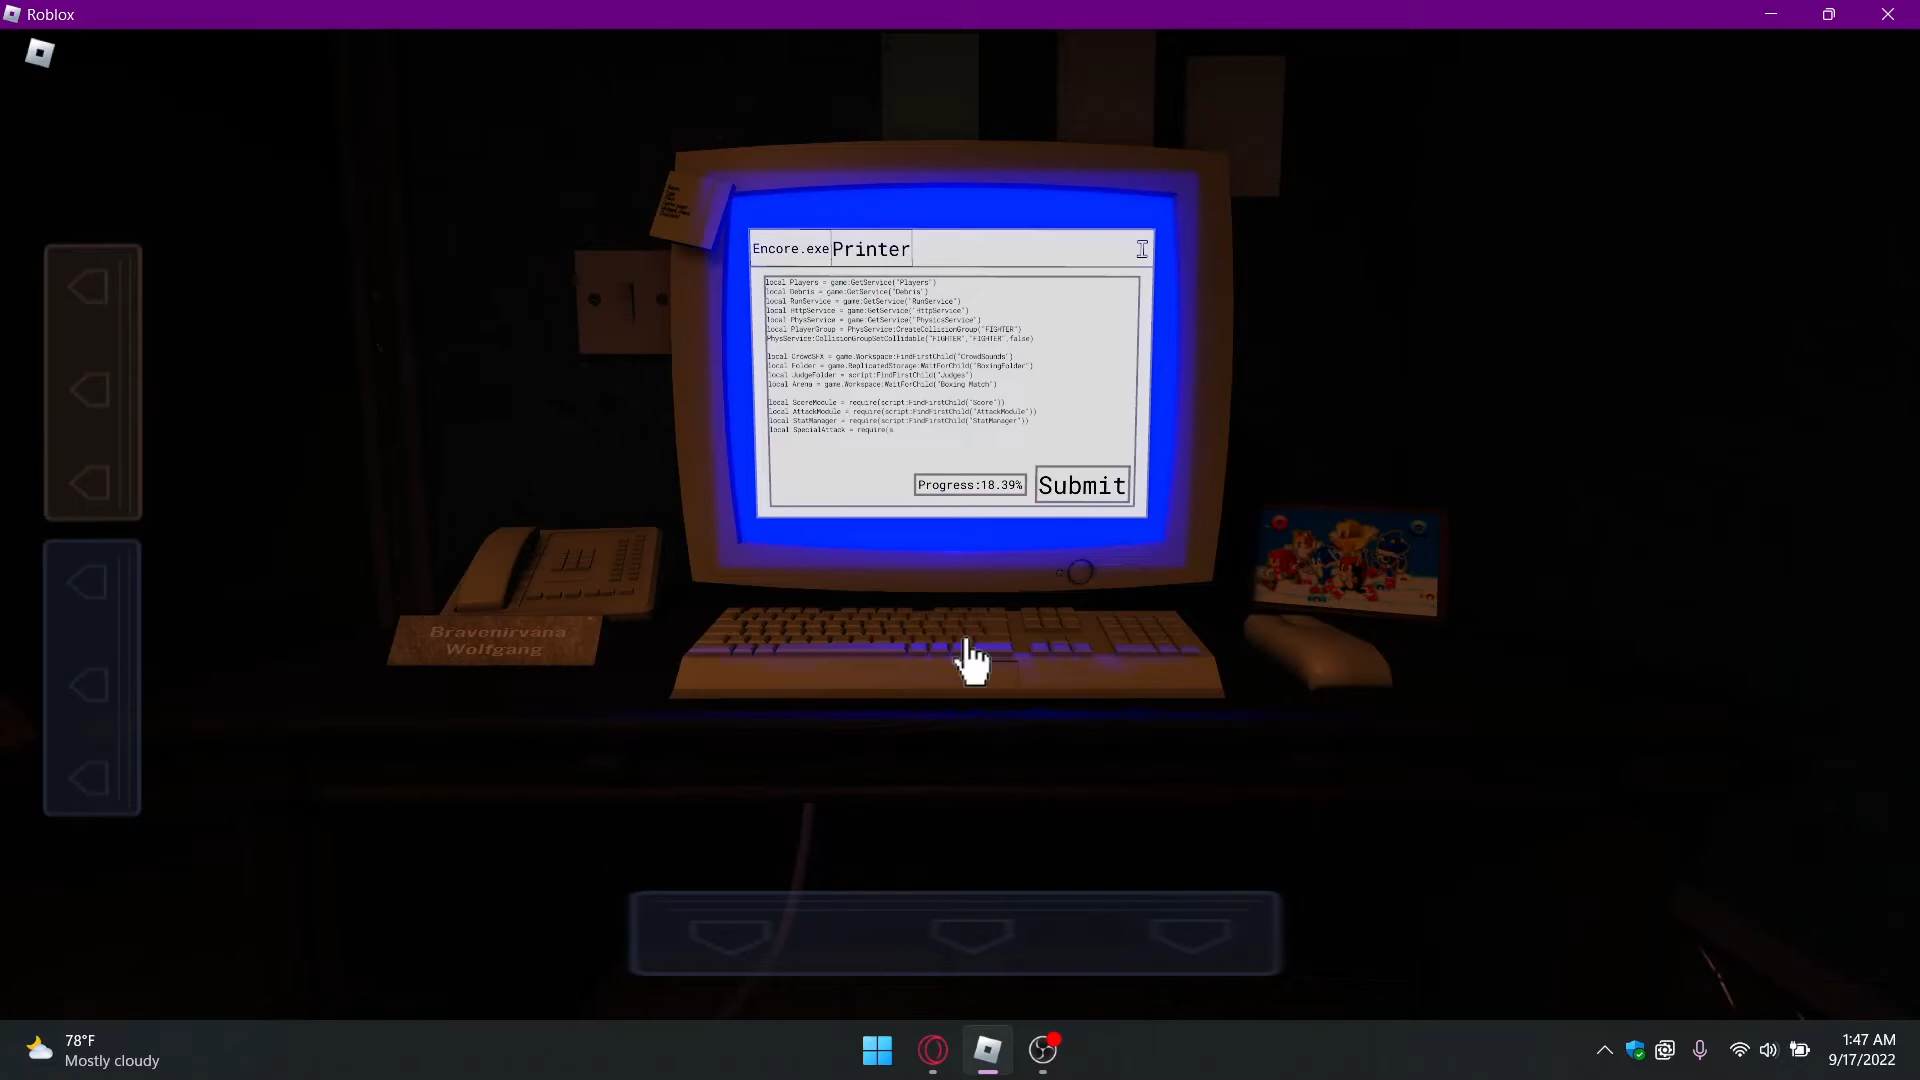 Roblox
Encore.exe
Printer
local Players = game:GetService("Players")
local Debris = game:GetService("Debris")
local RunService = game:GetService("RunService")
local HttpService = game:GetService("HttpService")
local PhysService = game:GetService("PhysicsService")
local PlayerGroup = PhysService:CreateCollisionGroup("FIGHTER")
PhysService:CollisionGroupSetCollidable("FIGHTER","FIGHTER",false)
local CrowdSFX = game.Workspace:FindFirstChild("CrowdSounds")
local Folder = game.ReplicatedStorage:WaitForChild("BoxingFolder")
local JudgeFolder = script:FindFirstChild("Judges")
local Arena = game.Workspace:WaitForChild("Boxing Match")
local ScoreModule = require(script:FindFirstChild("Score"))
local AttackModule = require(script:FindFirstChild("AttackModule"))
local StatManager = require(script:FindFirstChild("StatManager"))
local SpecialAttack = require(s
Progress:18.39%
Submit
Bravenirvana
Wolfgang
78°F
Mostly cloudy
1:47 AM
9/17/2022